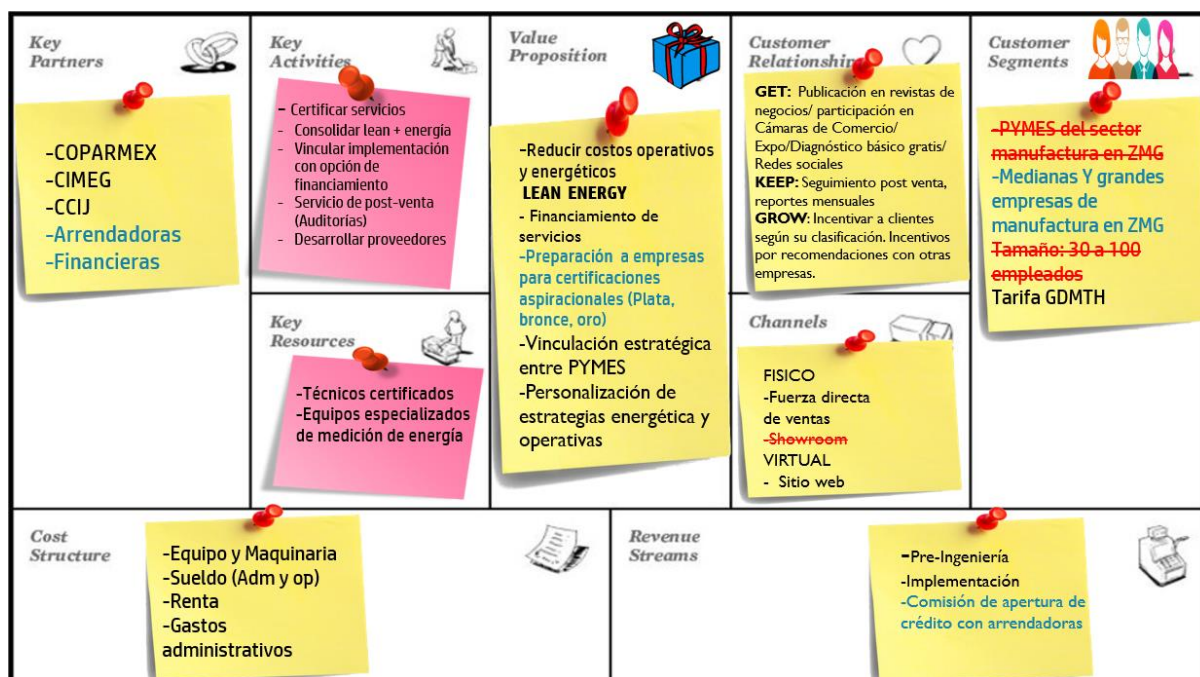 Key
Partners
-COPARMEX
-CIMEG
-CCIJ
-Arrendadoras
-Financieras
Key
Activities
- Certificar servicios
- Consolidar lean + energía
- Vincular implementación
con opción de
financiamiento
- Servicio de post-venta
(Auditorías)
- Desarrollar proveedores
Key
Resources
-Técnicos certificados
-Equipos especializados
de medición de energía
Value
Proposition
-Reducir costos operativos
y energéticos
LEAN ENERGY
- Financiamiento de
servicios
-Preparación a empresas
para certificaciones
aspiracionales (Plata,
bronce, oro)
-Vinculación estratégica
entre PYMES
-Personalización de
estrategias energética y
operativas
Customer
Relationship
GET: Publicación en revistas de
negocios/ participación en
Cámaras de Comercio/
Expo/Diagnóstico básico gratis/
Redes sociales
KEEP: Seguimiento post venta,
reportes mensuales
GROW: Incentivar a clientes
según su clasificación. Incentivos
por recomendaciones con otras
empresas.
Channels
FISICO
-Fuerza directa
de ventas
-Showroom
VIRTUAL
- Sitio web
Customer
Segments
-PYMES del sector
manufactura en ZMG
-Medianas Y grandes
empresas de
manufactura en ZMG
Tamaño: 30 a 100
empleados
Tarifa GDMTH
Cost
Structure
-Equipo y Maquinaria
-Sueldo (Adm y op)
-Renta
-Gastos
administrativos
Revenue
Streams
-Pre-Ingeniería
-Implementación
-Comisión de apertura de
crédito con arrendadoras